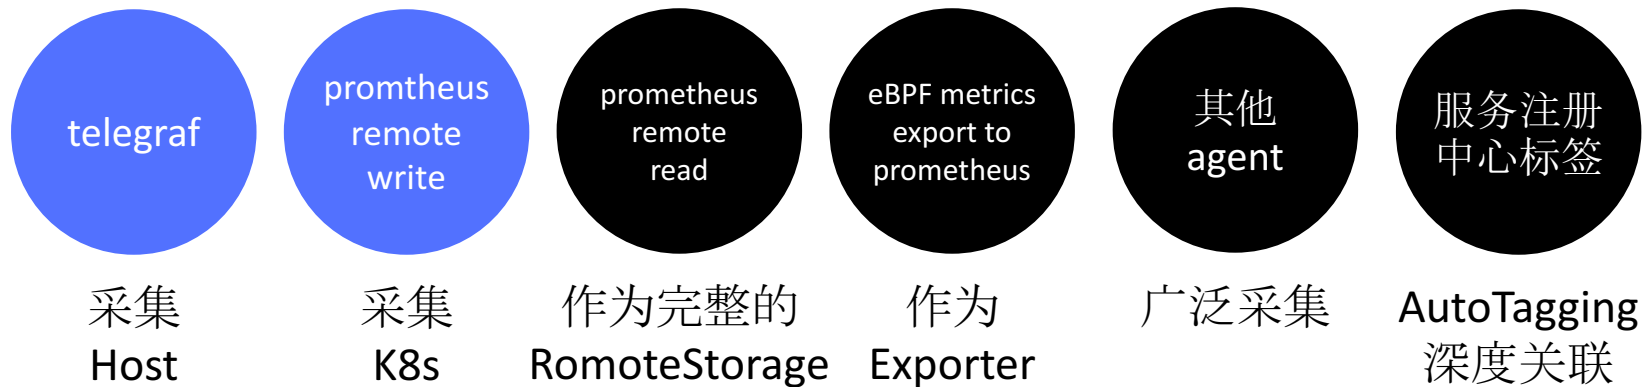 telegraf
promtheus
remote
write
prometheus
remote
read
eBPF metrics
export to
prometheus
其他
agent
服务注册
中心标签
采集
Host
采集
K8s
作为完整的
RomoteStorage
作为
Exporter
广泛采集
AutoTagging
深度关联